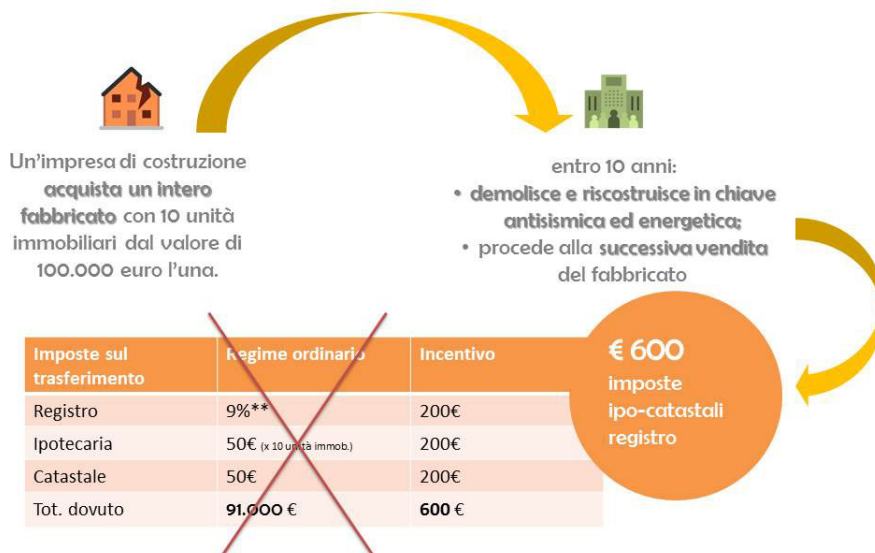 Un'impresa di costruzione
acquista un intero
fabbricato con 10 unità
immobiliari dal valore di
100.000 euro l'una.
entro 10 anni:
• demolisce e riscostruisce in chiave
antisismica ed energetica;
• procede alla successiva vendita
del fabbricato
€ 600
imposte
ipo-catastali
registro
Imposte sul
trasferimento
Regime ordinario
Incentivo
Registro
9%**
200€
Ipotecaria
50€ (x 10 unità immob.)
200€
Catastale
50€
200€
Tot. dovuto
91.000 €
600 €